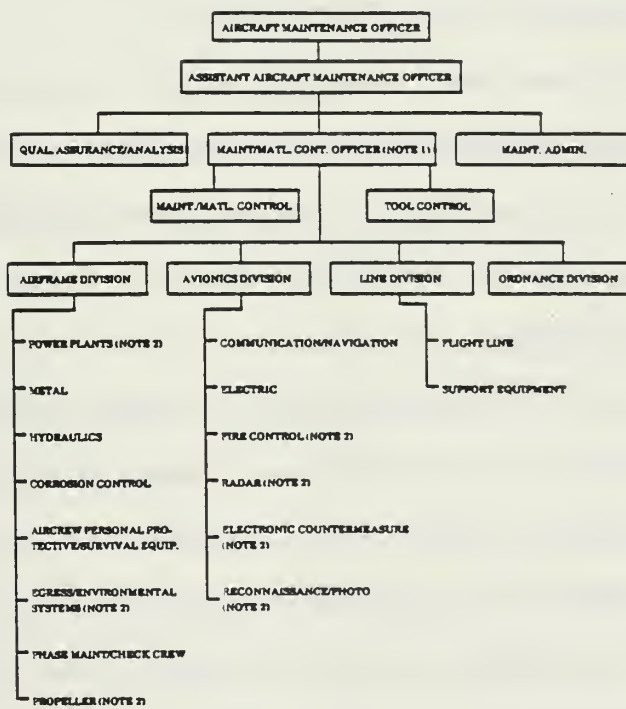 AIRCRAFT MAINTENANCE OFFICER
ASSISTANT AIRCRAFT MAINTENANCE OFFICER
QUAL. ASSURANCE/ANALYSIS
MAINT/MATL. CONT. OFFICER (NOTE 1)
MAINT. ADMIN.
MAINT./MATL. CONTROL
TOOL CONTROL
AIRFRAME DIVISION
AVIONICS DIVISION
LINE DIVISION
ORDNANCE DIVISION
POWER PLANTS (NOTE 2)
METAL
HYDRAULICS
CORROSION CONTROL
AIRCREW PERSONAL PRO-
TECTIVE/SURVIVAL EQUIP.
EGRESS/ENVIRONMENTAL
SYSTEMS (NOTE 2)
PHASE MAINT/CHECK CREW
PROPELLER (NOTE 2)
COMMUNICATION/NAVIGATION
ELECTRIC
FIRE CONTROL (NOTE 2)
RADAR (NOTE 2)
ELECTRONIC COUNTERMEASURE
(NOTE 2)
RECONNAISSANCE/PHOTO
(NOTE 2)
FLIGHT LINE
SUPPORT EQUIPMENT